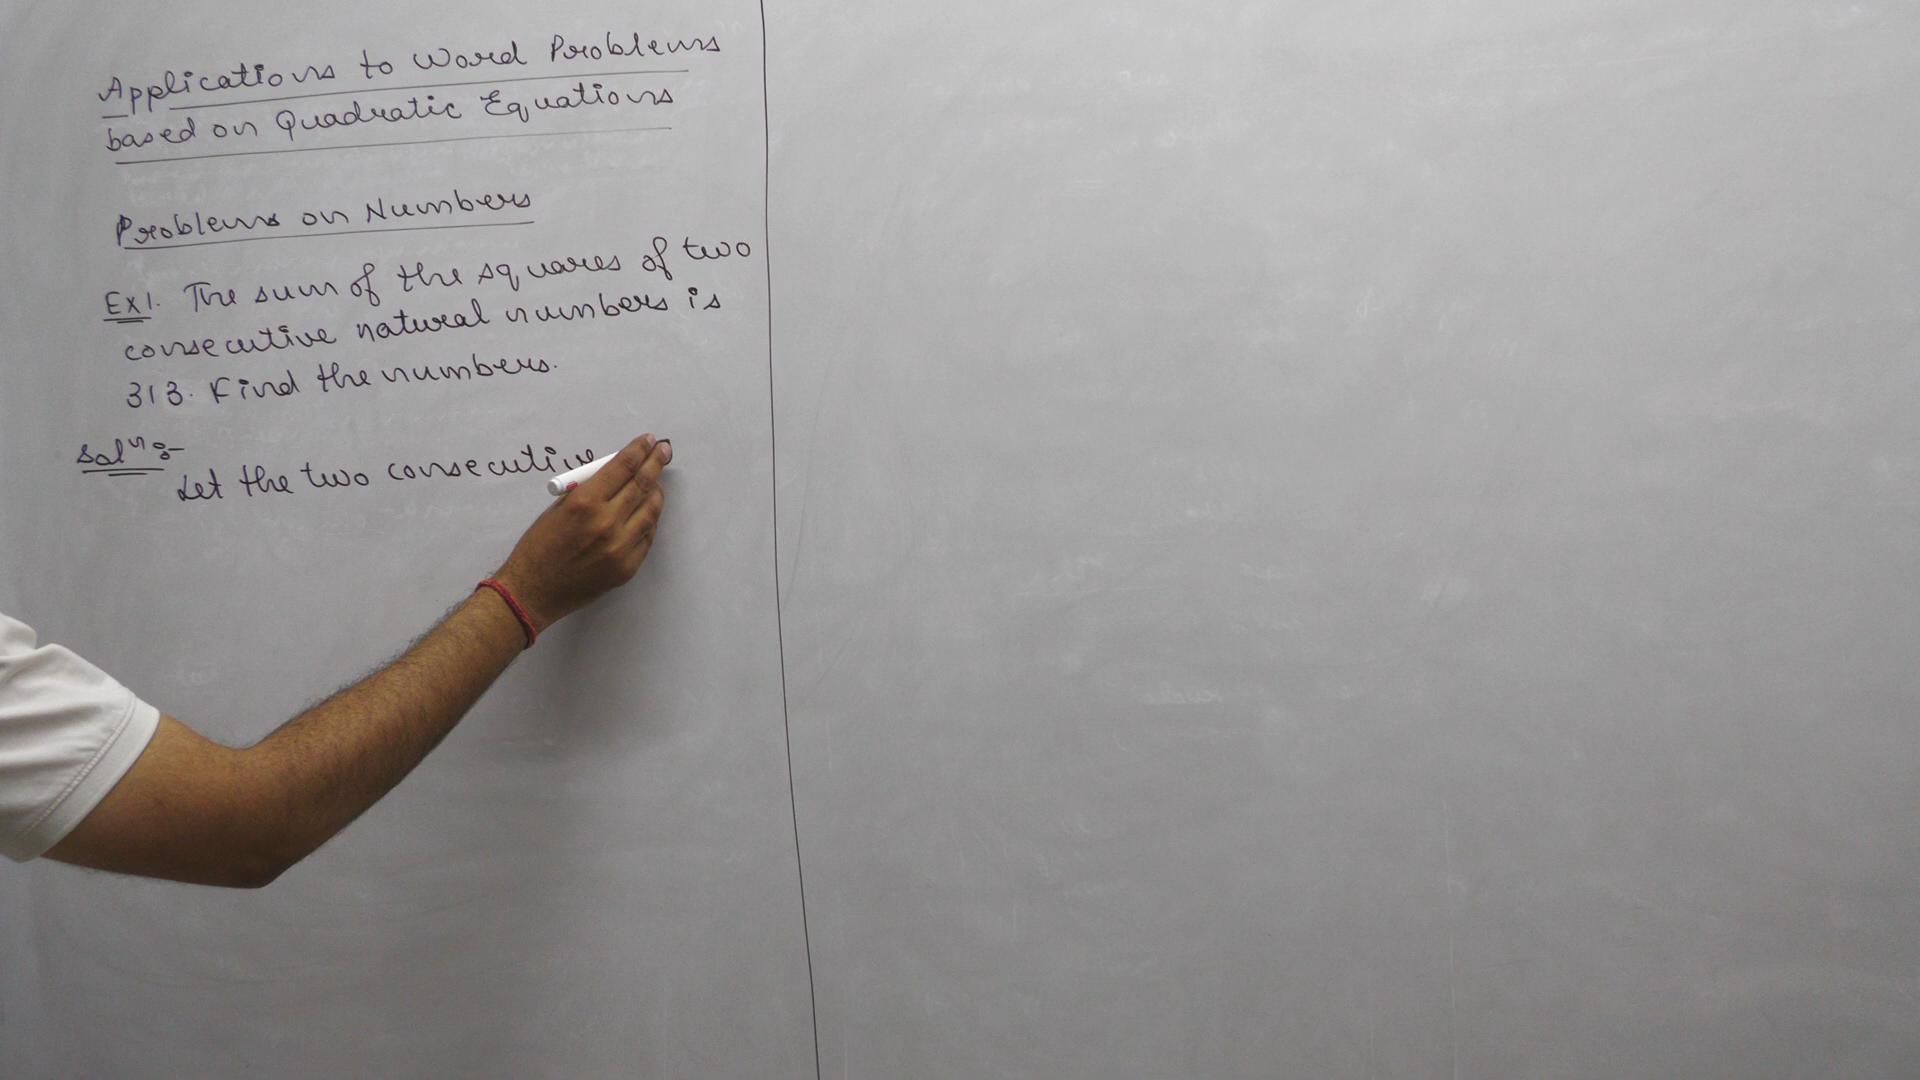 Applications to Word Problems
based on Quadratic Equations
Problems on Numbers
Ex1. The sum of the squares of two
consecutive natural numbers is
313. Find the numbers.
Solⁿ:-
Let the two consecutive